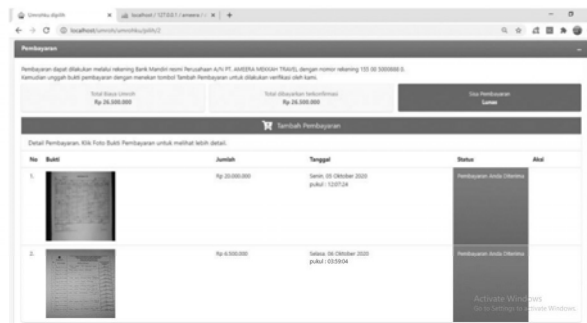 Umrohku dipilih
localhost / 127.0.0.1 / ameera /
localhost/umroh/umrohku/pilih/2
Pembayaran
Pembayaran dapat dilakukan melalui rekening Bank Mandiri resmi Perusahaan A/N PT. AMEERA MEKKAH TRAVEL, dengan nomor rekening 155 00 5000888 0.
Kemudian unggah bukti pembayaran dengan menekan tombol Tambah Pembayaran untuk dilakukan verifikasi oleh kami.
Total Biaya Umroh
Rp 26.500.000
Total dibayarkan terkonfirmasi
Rp 26.500.000
Sisa Pembayaran
Lunas
Tambah Pembayaran
Detail Pembayaran. Klik Foto Bukti Pembayaran untuk melihat lebih detail.
No Bukti Jumlah Tanggal Status Aksi
1. Rp 20.000.000 Senin, 05 Oktober 2020 Pembayaran Anda Diterima
pukul : 12:07:24
2. Rp 6.500.000 Selasa, 06 Oktober 2020 Pembayaran Anda Diterima
pukul : 03:59:04
Activate Windows
Go to Settings to activate Windows.